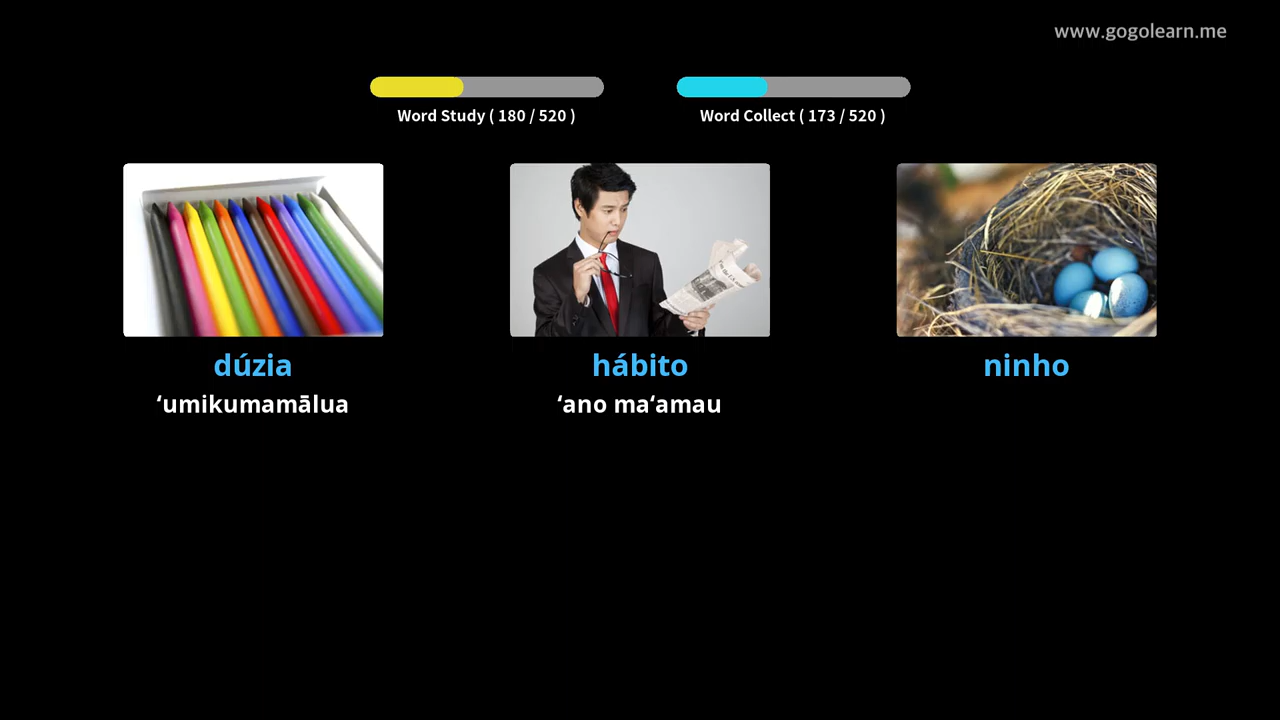 www.gogolearn.me
Word Study ( 180 / 520 )
Word Collect ( 173 / 520 )
dúzia
hábito
ninho
ʻumikumamālua
ʻano maʻamau